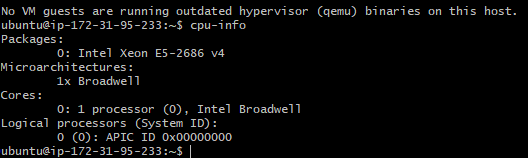 No VM guests are running outdated hypervisor (qemu) binaries on this host.
ubuntu@ip-172-31-95-233:~$ cpu-info
Packages:
0: Intel Xeon E5-2686 v4
Microarchitectures:
1x Broadwell
Cores:
0: 1 processor (0), Intel Broadwell
Logical processors (System ID):
0 (0): APIC ID 0x00000000
ubuntu@ip-172-31-95-233:~$